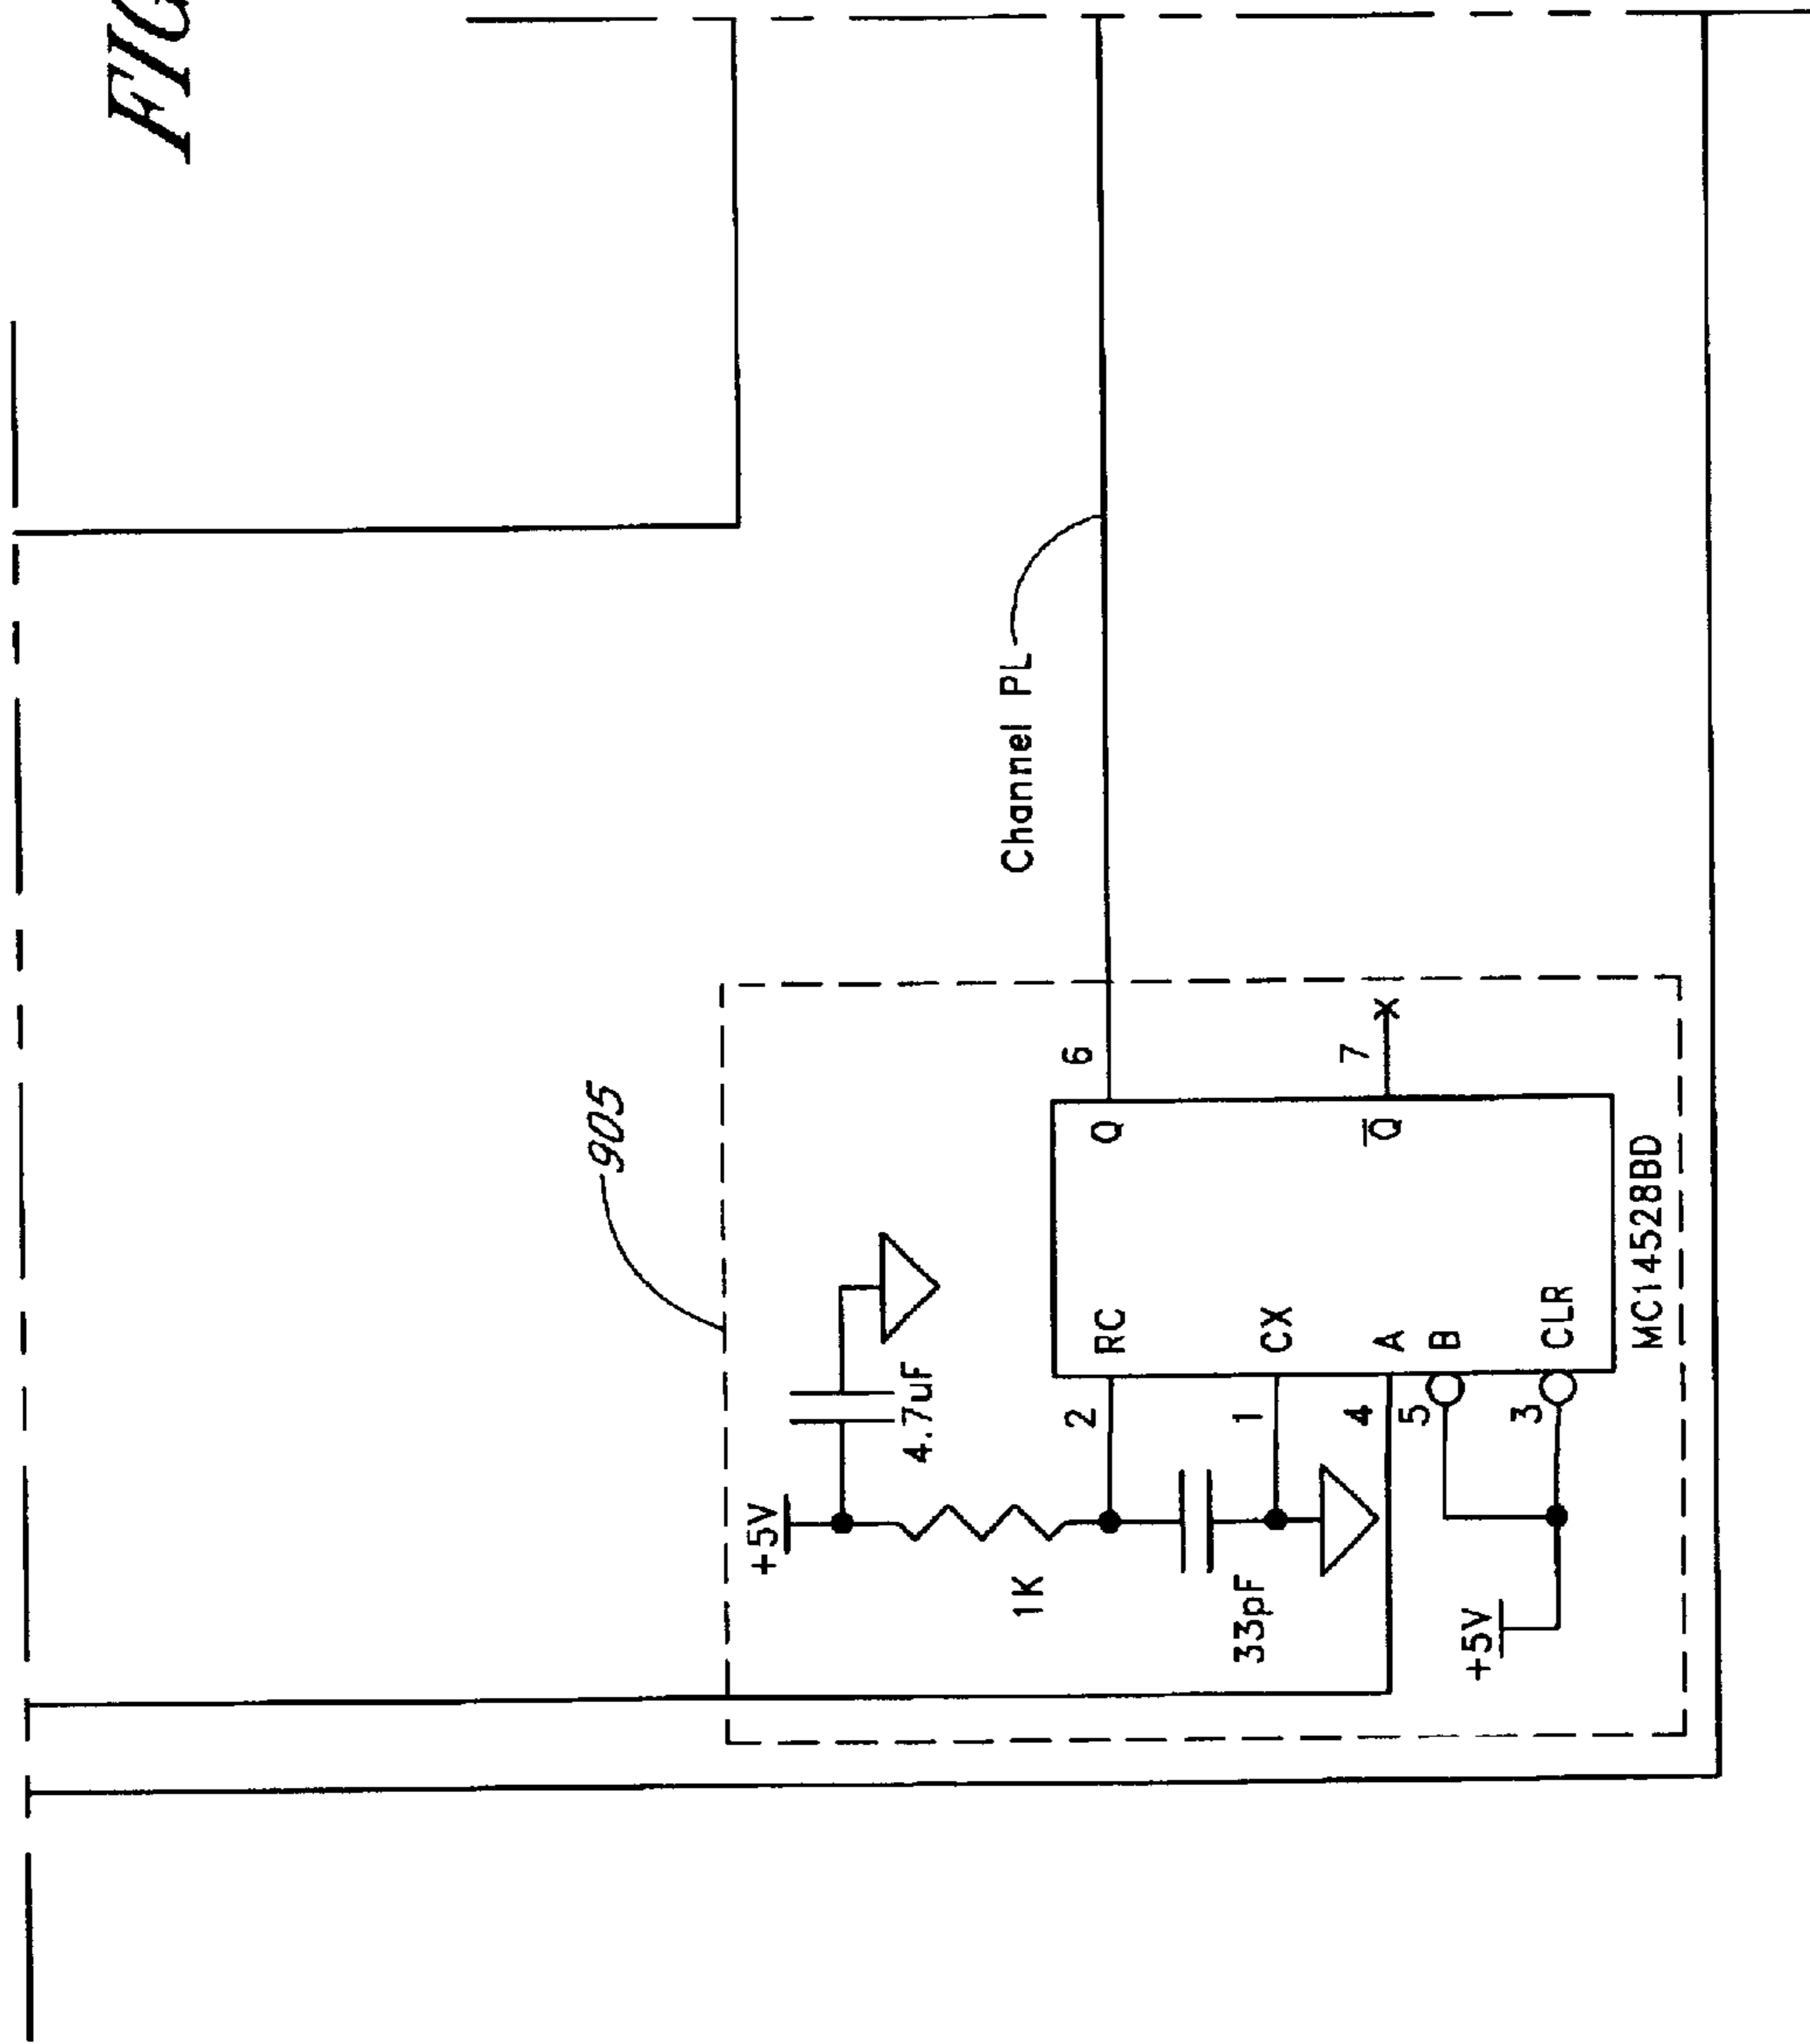 FIG
905
+5V
4.7uF
1K
2
RC
Q
6
Channel PL
33pF
1
CX
4
A
Q̅
7
5
B
+5V
3
CLR
MC14528BD